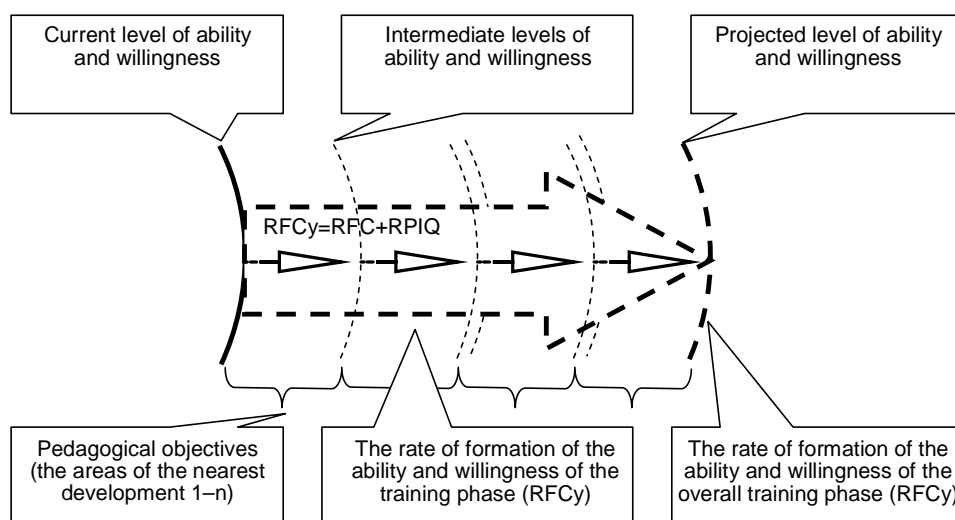 Current level of ability
and willingness
Intermediate levels of
ability and willingness
Projected level of ability
and willingness
RFCy=RFC+RPIQ
Pedagogical objectives
(the areas of the nearest
development 1–n)
The rate of formation of the
ability and willingness of the
training phase (RFCy)
The rate of formation of the
ability and willingness of the
overall training phase (RFCy)